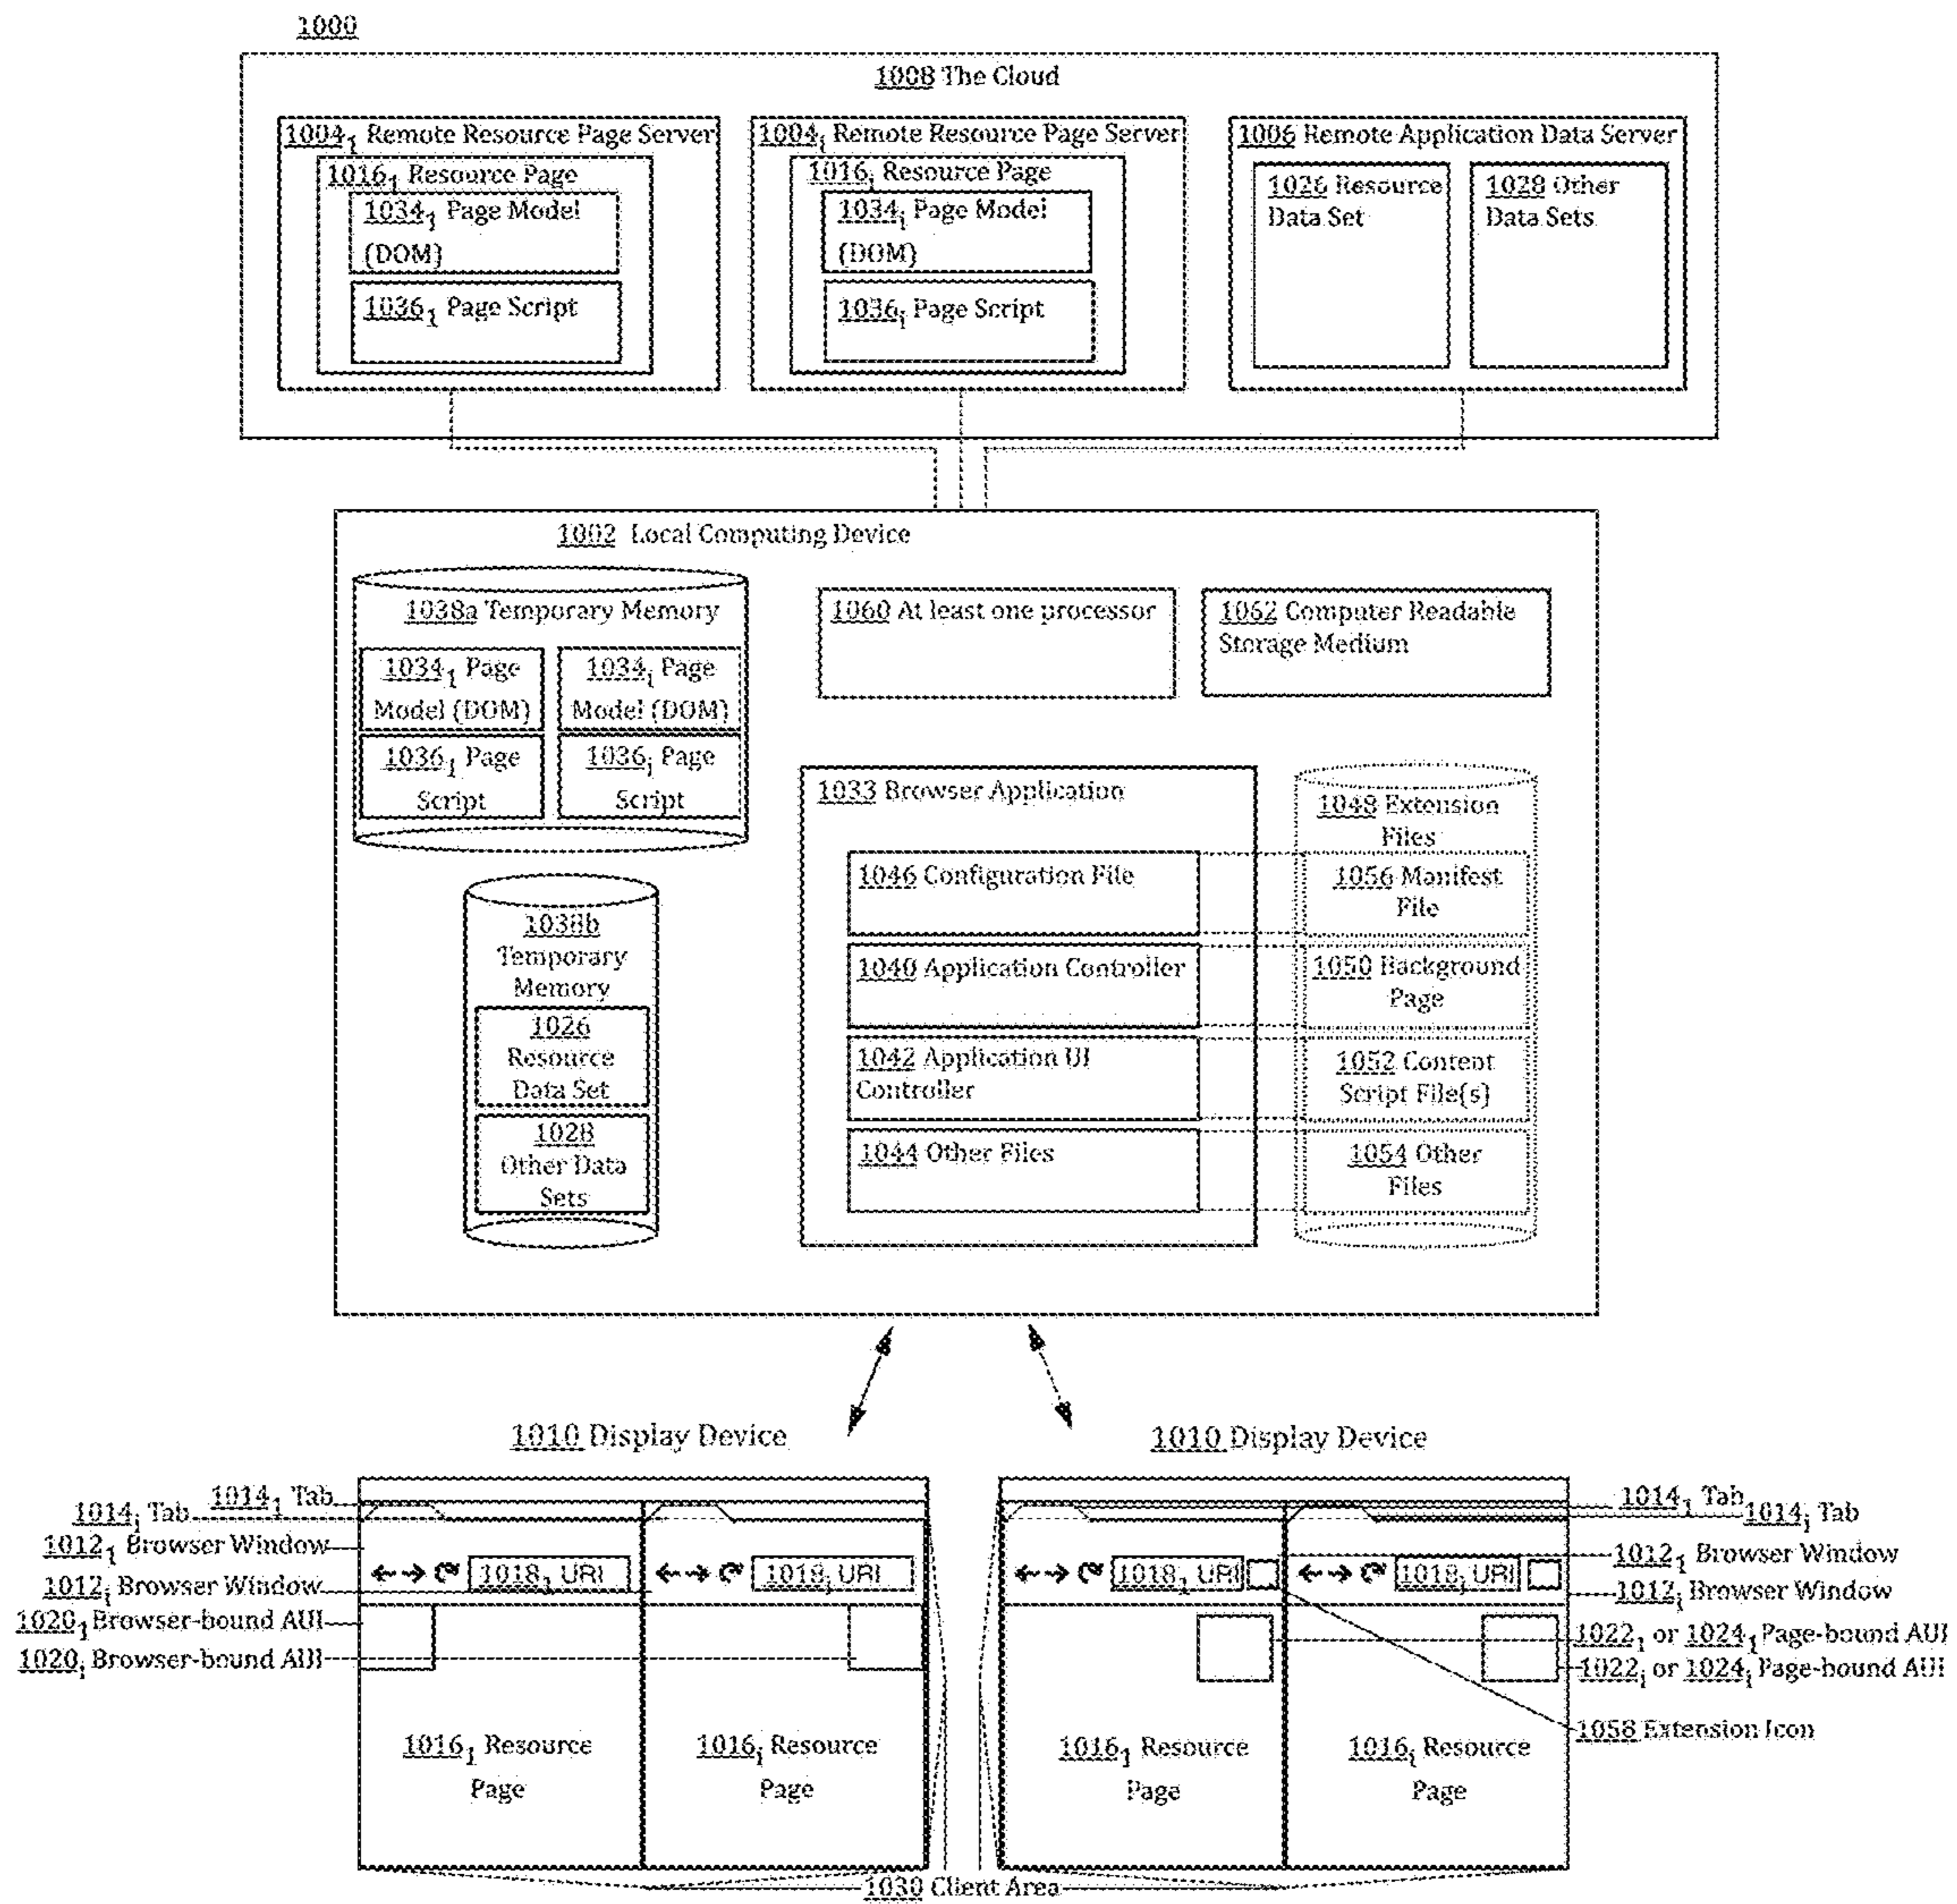 1000
1008 The Cloud
1004₁ Remote Resource Page Server
1016₁ Resource Page
1034₁ Page Model
(DOM)
1036₁ Page Script
1004ᵢ Remote Resource Page Server
1016ᵢ Resource Page
1034ᵢ Page Model
(DOM)
1036ᵢ Page Script
1006 Remote Application Data Server
1026 Resource
Data Set
1028 Other
Data Sets
1002 Local Computing Device
1038a Temporary Memory
1034₁ Page
Model (DOM)
1034ᵢ Page
Model (DOM)
1036₁ Page
Script
1036ᵢ Page
Script
1060 At least one processor
1062 Computer Readable
Storage Medium
1038b
Temporary
Memory
1026
Resource
Data Set
1028
Other Data
Sets
1033 Browser Application
1046 Configuration File
1040 Application Controller
1042 Application UI
Controller
1044 Other Files
1048 Extension
Files
1056 Manifest
File
1050 Background
Page
1052 Content
Script File(s)
1054 Other
Files
1010 Display Device
1014₁ Tab
1014ᵢ Tab
1012₁ Browser Window
1012ᵢ Browser Window
1020₁ Browser-bound AUI
1020ᵢ Browser-bound AUI
1018₁ URI
1018ᵢ URI
1016₁ Resource
Page
1016ᵢ Resource
Page
1010 Display Device
1014₁ Tab
1014ᵢ Tab
1018₁ URI
1018ᵢ URI
1012₁ Browser Window
1012ᵢ Browser Window
1022₁ or 1024₁ Page-bound AUI
1022ᵢ or 1024ᵢ Page-bound AUI
1058 Extension Icon
1016₁ Resource
Page
1016ᵢ Resource
Page
1030 Client Area